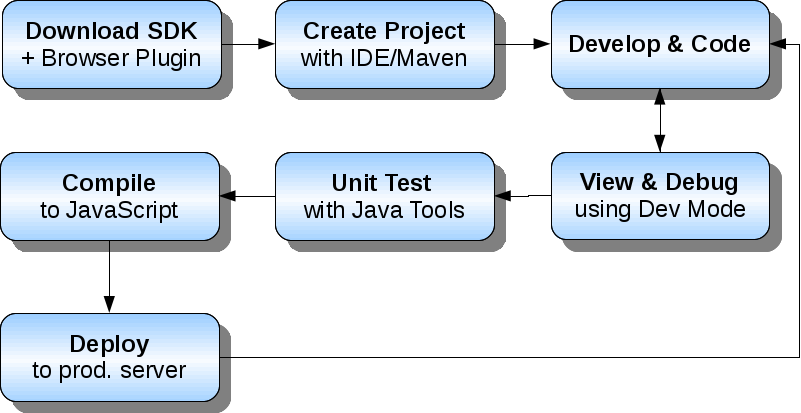 Download SDK
+ Browser Plugin
Create Project
with IDE/Maven
Develop & Code
View & Debug
using Dev Mode
Unit Test
with Java Tools
Compile
to JavaScript
Deploy
to prod. server